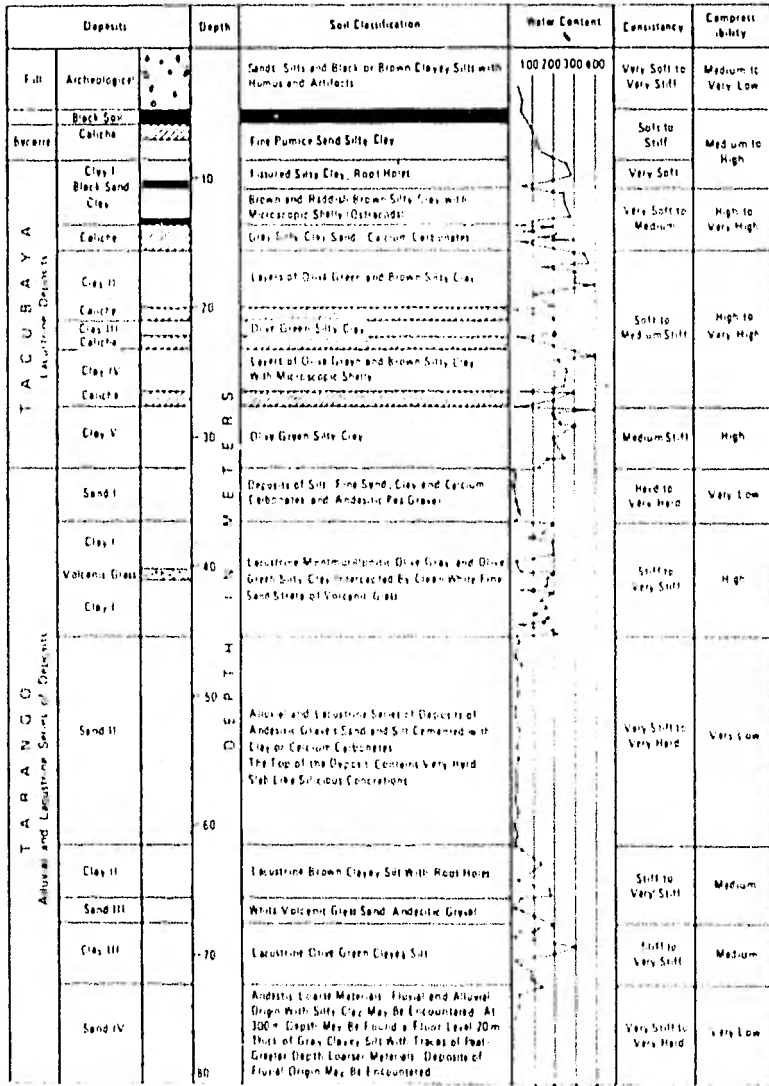 Deposits
Depth
Soil Classification
Water Content
%
Consistancy
Compress
ibility
100 200 300 400
Fill
Archeological
Sands, Silts and Black or Brown Clayey Silts with
Humus and Artifacts
Very Soft to
Very Stiff
Medium to
Very Low
Black Soil
Caliche
Fine Pumice Sand Silty Clay
Soft to
Stiff
Medium to
High
TACUBAYA
Lacustrine Deposits
Clay I
Black Sand
Clay
10
Fissured Silty Clay, Root Holes
Very Soft
Brown and Reddish Brown Silty Clay with
Microscopic Shells (Ostracods)
Very Soft to
Medium
High to
Very High
Caliche
Gray Silty Clay Sand. Calcium Carbonates
Clay II
Layers of Olive Green and Brown Silty Clay
Soft to
Medium Stiff
High to
Very High
Caliche
20
Clay III
Olive Green Silty Clay
Caliche
Clay IV
Layers of Olive Green and Brown Silty Clay
With Microscopic Shells
Caliche
Clay V
30
Olive Green Silty Clay
Medium Stiff
High
DEPTH IN METERS
TARANGO
Alluvial and Lacustrine Series of Deposits
Sand I
Deposits of Silt, Fine Sand, Clay and Calcium
Carbonates and Andesitic Pea Gravel
Hard to
Very Hard
Very Low
Clay I
Volcanic Glass
Clay I
40
Lacustrine Olive Gray and Olive
Green Silty Clay Intercepted By Clean White Fine
Sand Strata of Volcanic Glass
Stiff to
Very Stiff
High
Sand II
50
Alluvial and Lacustrine Series of Deposits of
Andesitic Gravels Sand and Silt Cemented with
Clay or Calcium Carbonates
The Top of the Deposit Contains Very Hard
Slab Like Silicious Concretions
Very Stiff to
Very Hard
Very Low
60
Clay II
Lacustrine Brown Clayey Silt With Root Holes
Stiff to
Very Stiff
Medium
Sand III
White Volcanic Glass Sand Andesitic Gravel
Clay III
70
Lacustrine Olive Green Clayey Silt
Stiff to
Very Stiff
Medium
Sand IV
Andesitic Coarse Materials. Fluvial and Alluvial
Origin With Silty Clay May Be Encountered. At
300 m Depth May Be Found a Floor Level 20 m
Thick of Gray Clayey Silt With Traces of Peat
Greater Depth Coarser Materials. Deposits of
Fluvial Origin May Be Encountered
Very Stiff to
Very Hard
Very Low
80